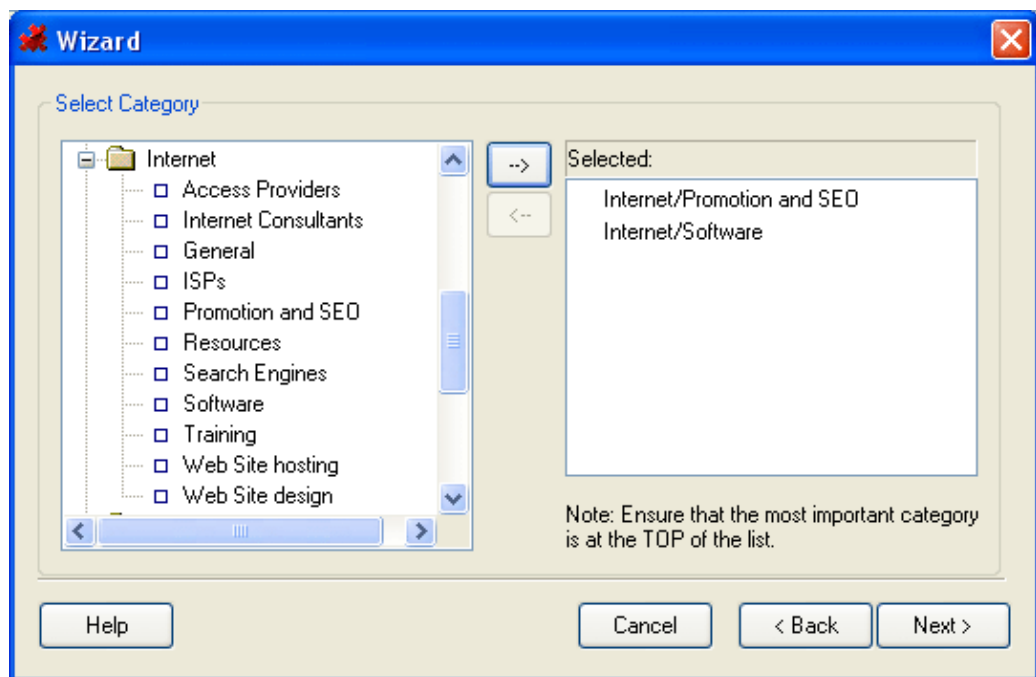 Wizard
Select Category
Internet
Access Providers
Internet Consultants
General
ISPs
Promotion and SEO
Resources
Search Engines
Software
Training
Web Site hosting
Web Site design
-->
<--
Selected:
Internet/Promotion and SEO
Internet/Software
Note: Ensure that the most important category
is at the TOP of the list.
Help
Cancel
< Back
Next >